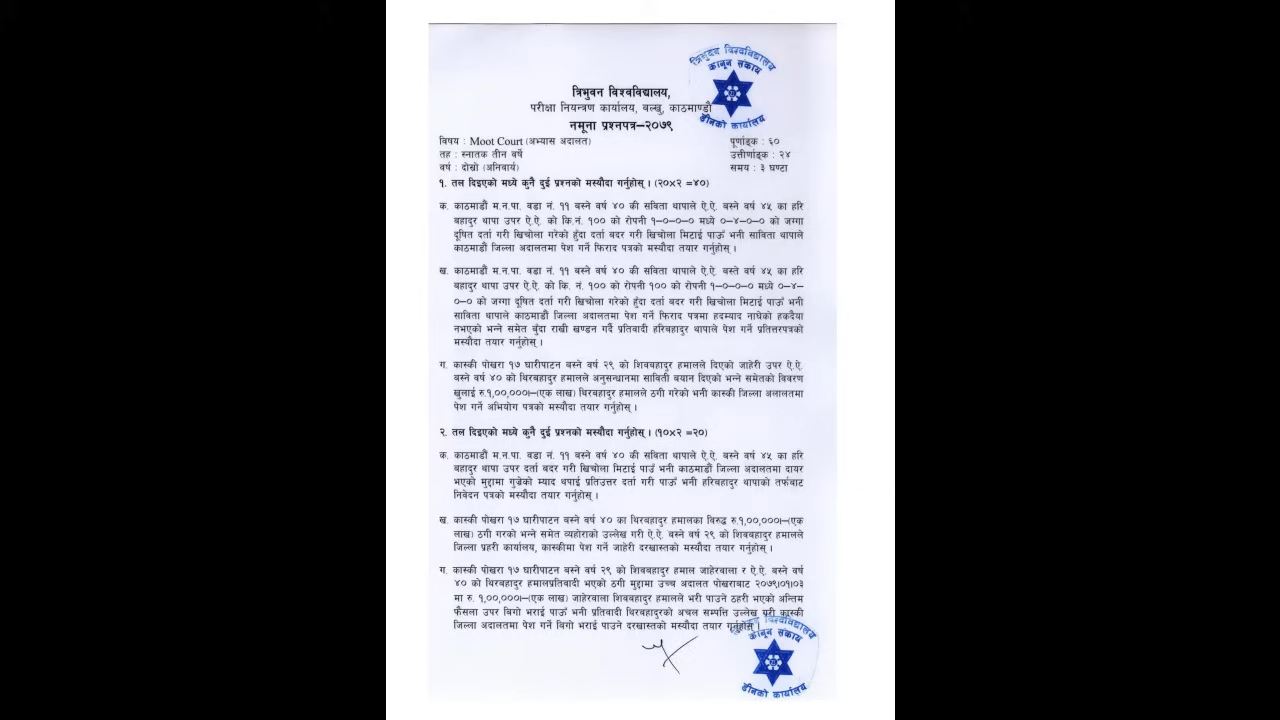 त्रिभुवन विश्वविद्यालय
कानून संकाय
डीनको कार्यालय
त्रिभुवन विश्वविद्यालय,
परीक्षा नियन्त्रण कार्यालय, बल्खु, काठमाण्डौ
नमूना प्रश्नपत्र–२०७९
विषय : Moot Court (अभ्यास अदालत) पूर्णाङ्क : ६०
तह : स्नातक तीन वर्षे उत्तीर्णाङ्क : २४
वर्ष : दोस्रो (अनिवार्य) समय : ३ घण्टा
१. तल दिइएको मध्ये कुनै दुई प्रश्नको मस्यौदा गर्नुहोस् । (२०×२ =४०)
क. काठमाडौं म.न.पा. वडा नं. ११ बस्ने वर्ष ४० की सविता थापाले ऐ.ऐ. बस्ने वर्ष ४५ का हरि
बहादुर थापा उपर ऐ.ऐ. को कि.नं. १०० को रोपनी १–०–०–० मध्ये ०–४–०–० को जग्गा
दूषित दर्ता गरी खिचोला गरेको हुँदा दर्ता बदर गरी खिचोला मिटाई पाऊँ भनी साविता थापाले
काठमाडौं जिल्ला अदालतमा पेश गर्ने फिराद पत्रको मस्यौदा तयार गर्नुहोस् ।
ख. काठमाडौं म.न.पा. वडा नं. ११ बस्ने वर्ष ४० की सविता थापाले ऐ.ऐ. बस्ते वर्ष ४५ का हरि
बहादुर थापा उपर ऐ.ऐ. को कि. नं. १०० को रोपनी १०० को रोपनी १–०–०–० मध्ये ०–४–
०–० को जग्गा दूषित दर्ता गरी खिचोला गरेको हुँदा दर्ता बदर गरी खिचोला मिटाई पाऊँ भनी
साविता थापाले काठमाडौं जिल्ला अदालतमा पेश गर्ने फिराद पत्रमा हदम्याद नाघेको हकदैया
नभएको भन्ने समेत बुँदा राखी खण्डन गर्दै प्रतिवादी हरिबहादुर थापाले पेश गर्ने प्रतित्तरपत्रको
मस्यौदा तयार गर्नुहोस् ।
ग. कास्की पोखरा १७ घारीपाटन बस्ने वर्ष २९ को शिवबहादुर हमालले दिएको जाहेरी उपर ऐ.ऐ.
बस्ने वर्ष ४० को थिरबहादुर हमालले अनुसन्धानमा साविती बयान दिएको भन्ने समेतको विवरण
खुलाई रु.१,००,०००।–(एक लाख) थिरबहादुर हमालले ठगी गरेको भनी कास्की जिल्ला अलालतमा
पेश गर्ने अभियोग पत्रको मस्यौदा तयार गर्नुहोस् ।
२. तल दिइएको मध्ये कुनै दुई प्रश्नको मस्यौदा गर्नुहोस् । (१०×२ =२०)
क. काठमाडौं म.न.पा. वडा नं. ११ बस्ने वर्ष ४० की सविता थापाले ऐ.ऐ. बस्ने वर्ष ४५ का हरि
बहादुर थापा उपर दर्ता बदर गरी खिचोला मिटाई पाउँ भनी काठमाडौं जिल्ला अदालतमा दायर
भएको मुद्दामा गुज्रेको म्याद थपाई प्रतिउत्तर दर्ता गरी पाऊँ भनी हरिबहादुर थापाको तर्फबाट
निवेदन पत्रको मस्यौदा तयार गर्नुहोस् ।
ख. कास्की पोखरा १७ घारीपाटन बस्ने वर्ष ४० का थिरबहादुर हमालका विरुद्ध रु.१,००,०००।–(एक
लाख) ठगी गरको भन्ने समेत व्यहोराको उल्लेख गरी ऐ.ऐ. बस्ने वर्ष २९ को शिवबहादुर हमालले
जिल्ला प्रहरी कार्यालय, कास्कीमा पेश गर्ने जाहेरी दरखास्तको मस्यौदा तयार गर्नुहोस् ।
ग. कास्की पोखरा १७ घारीपाटन बस्ने वर्ष २९ को शिवबहादुर हमाल जाहेरवाला र ऐ.ऐ. बस्ने वर्ष
४० को थिरबहादुर हमालप्रतिवादी भएको ठगी मुद्दामा उच्च अदालत पोखराबाट २०७९।०१।०३
मा रु. १,००,०००।–(एक लाख) जाहेरवाला शिवबहादुर हमालले भरी पाउने ठहरी भएको अन्तिम
फैसला उपर बिगो भराई पाऊँ भनी प्रतिवादी थिरबहादुरको अचल सम्पत्ति उल्लेख गरी कास्की
जिल्ला अदालतमा पेश गर्ने बिगो भराई पाउने दरखास्तको मस्यौदा तयार गर्नुहोस् ।
त्रिभुवन विश्वविद्यालय
कानून संकाय
डीनको कार्यालय